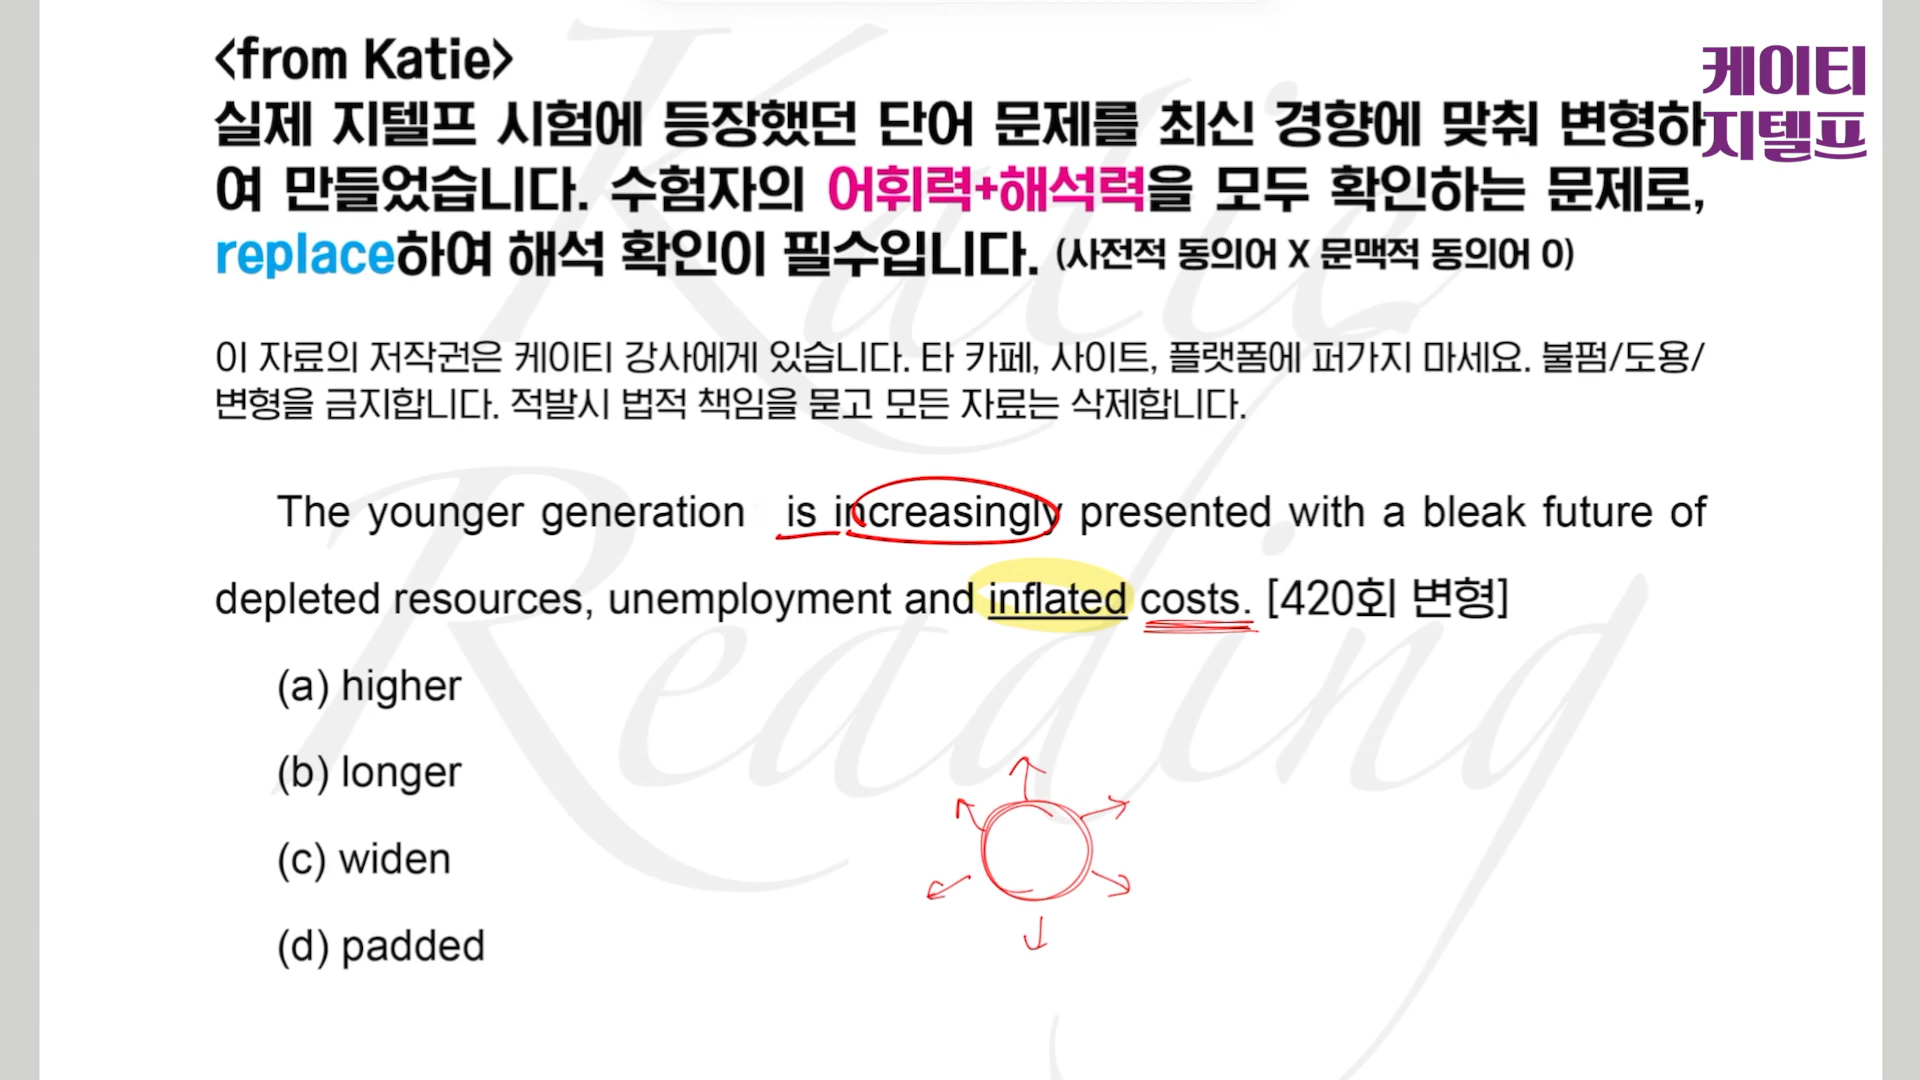 <from Katie>
케이티
지텔프
실제 지텔프 시험에 등장했던 단어 문제를 최신 경향에 맞춰 변형하
여 만들었습니다. 수험자의 어휘력+해석력을 모두 확인하는 문제로,
replace하여 해석 확인이 필수입니다. (사전적 동의어 X 문맥적 동의어 O)
이 자료의 저작권은 케이티 강사에게 있습니다. 타 카페, 사이트, 플랫폼에 퍼가지 마세요. 불펌/도용/
변형을 금지합니다. 적발시 법적 책임을 묻고 모든 자료는 삭제합니다.
The younger generation is increasingly presented with a bleak future of
depleted resources, unemployment and inflated costs. [420회 변형]
(a) higher
(b) longer
(c) widen
(d) padded
Katie
Reading